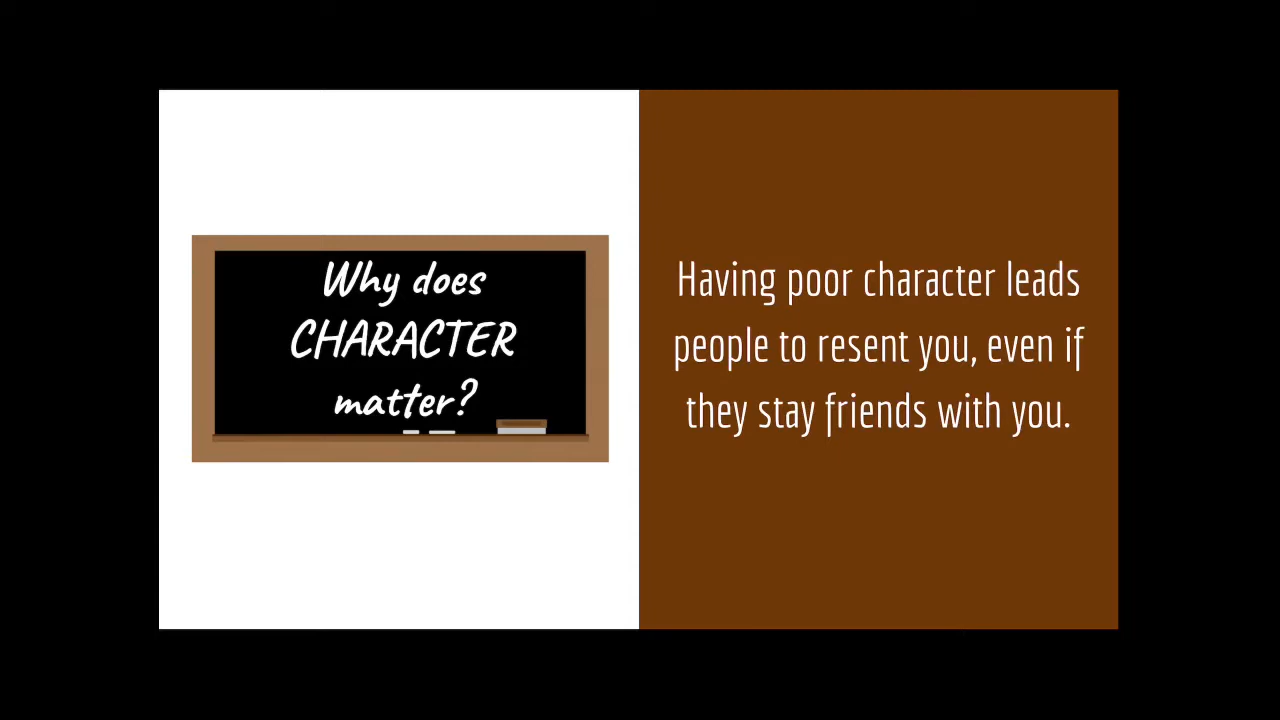 Why does
CHARACTER
matter?
Having poor character leads
people to resent you, even if
they stay friends with you.